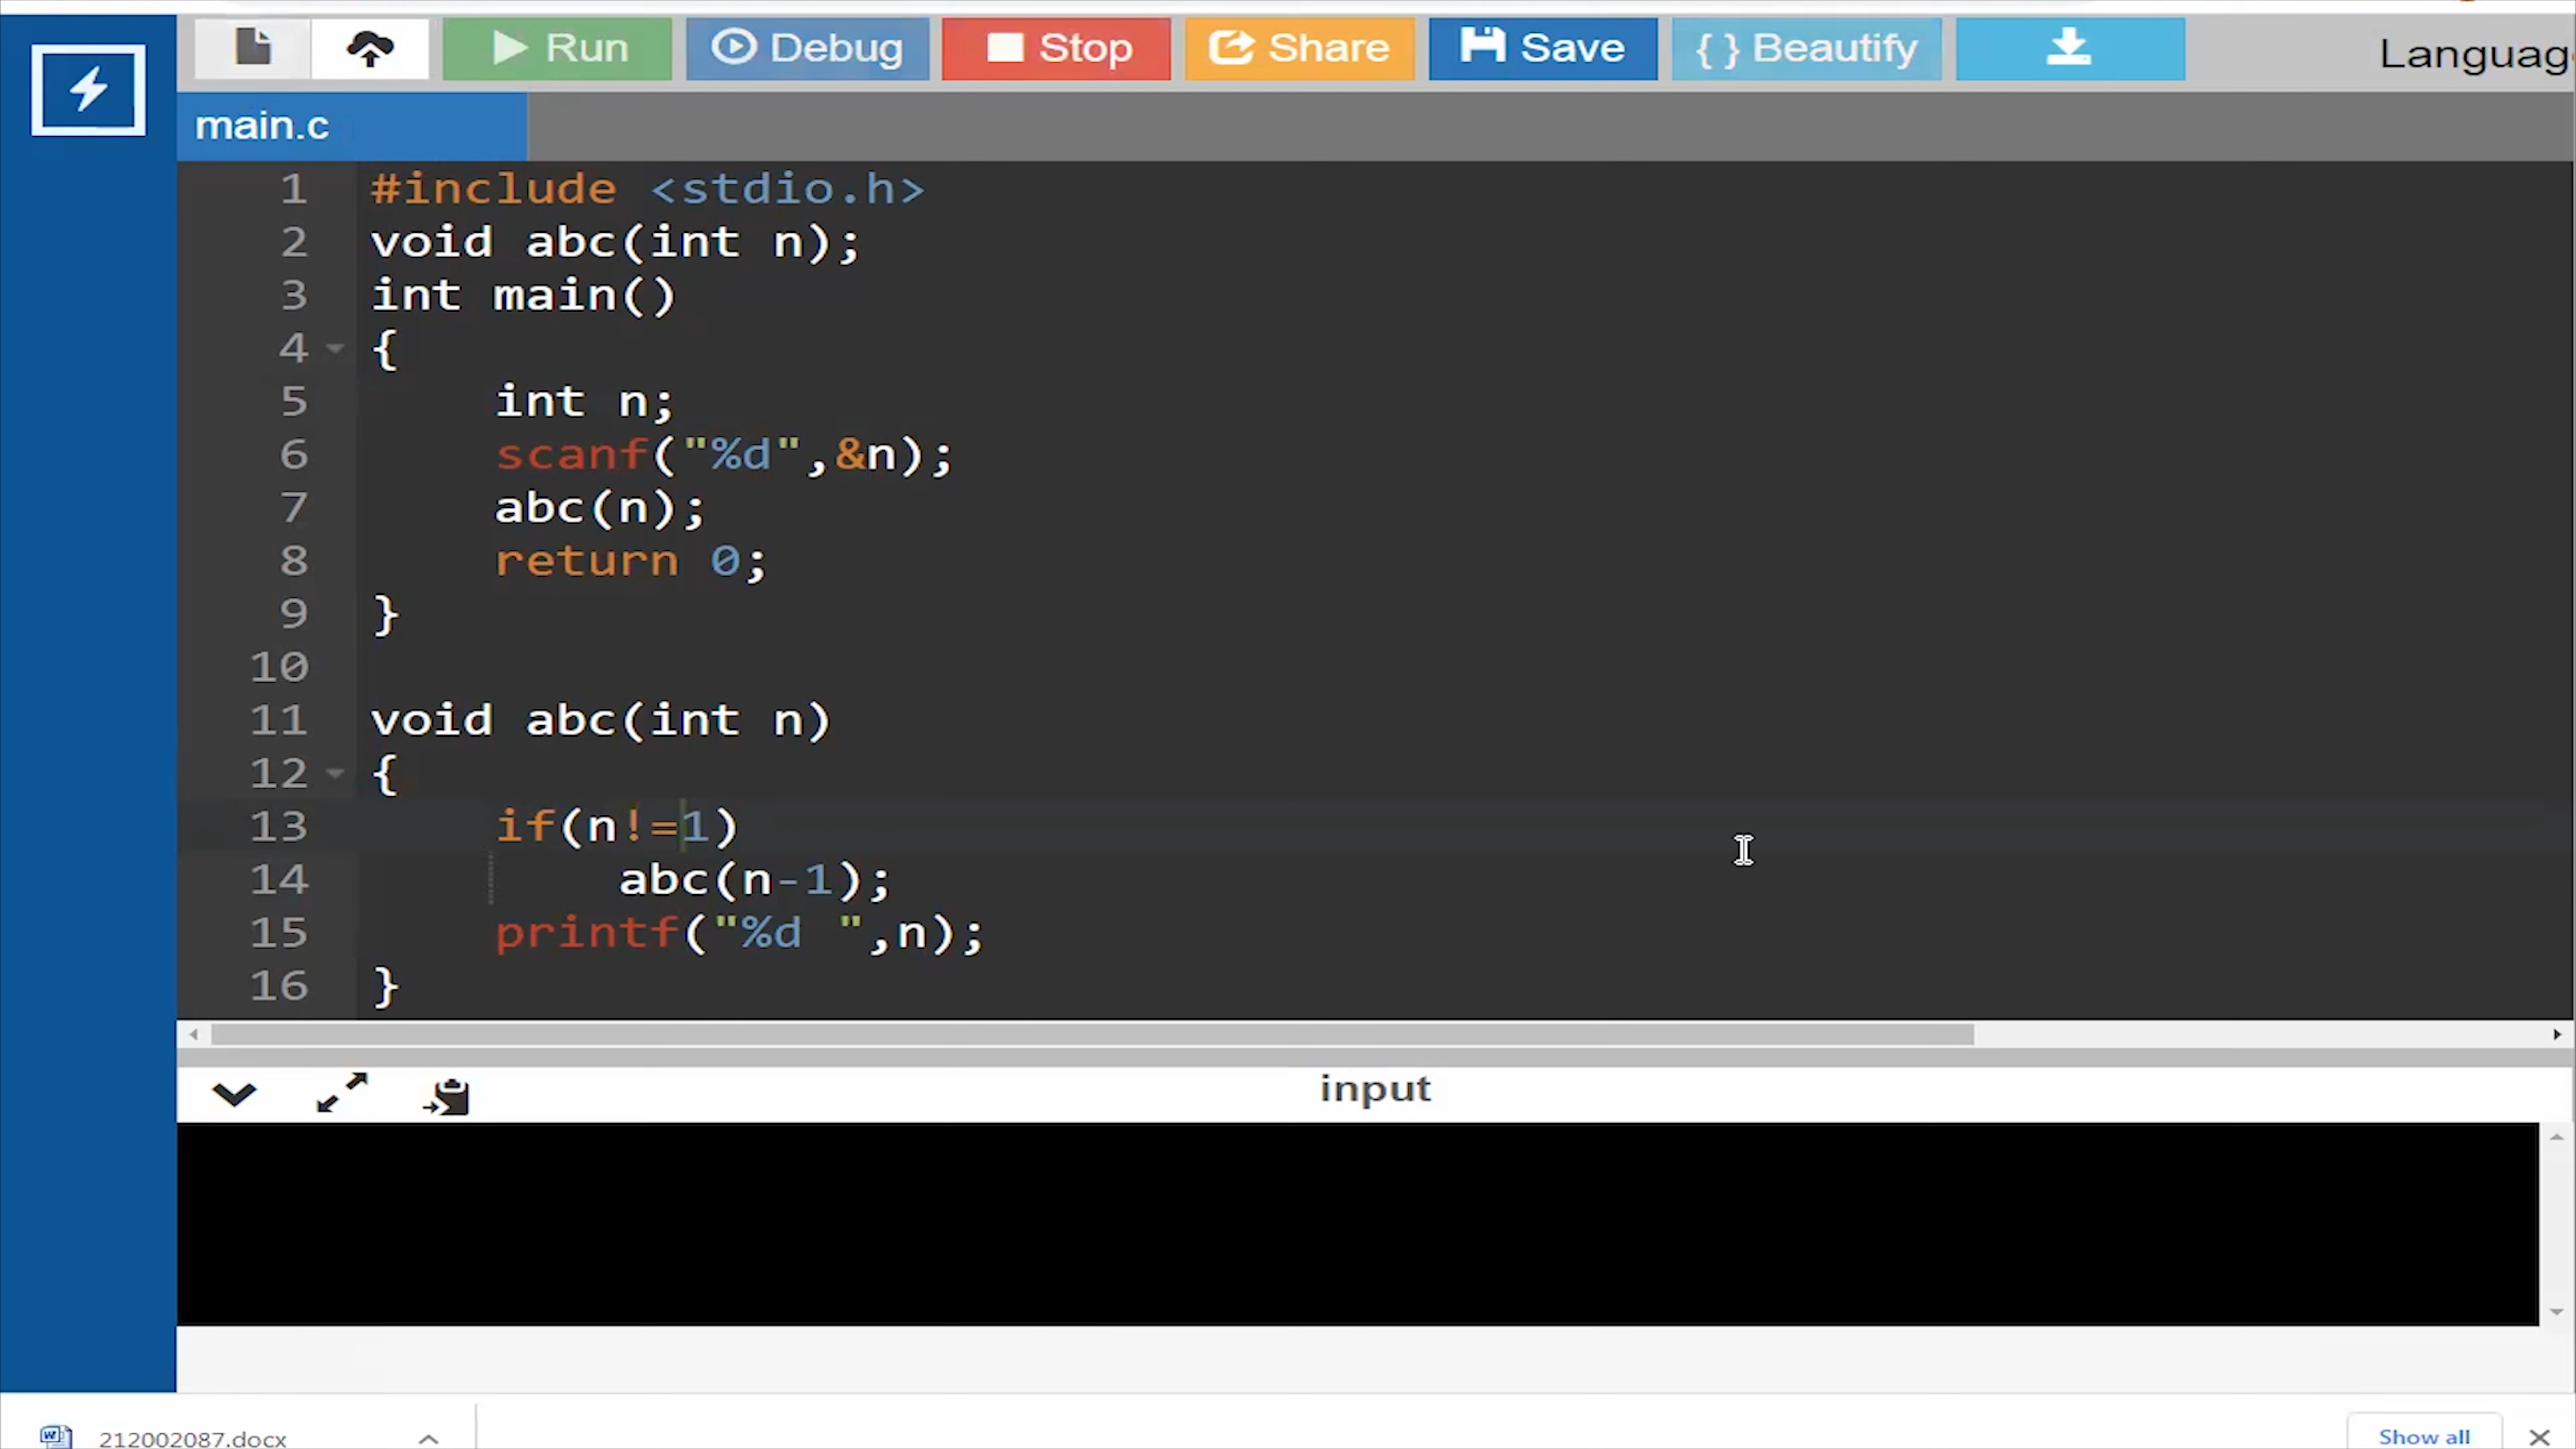 Run Debug Stop Share Save { } Beautify Languag
main.c
1 #include <stdio.h>
2 void abc(int n);
3 int main()
4 {
5     int n;
6     scanf("%d",&n);
7     abc(n);
8     return 0;
9 }
10
11 void abc(int n)
12 {
13     if(n!=1)
14         abc(n-1);
15     printf("%d ",n);
16 }
input
212002087.docx Show all